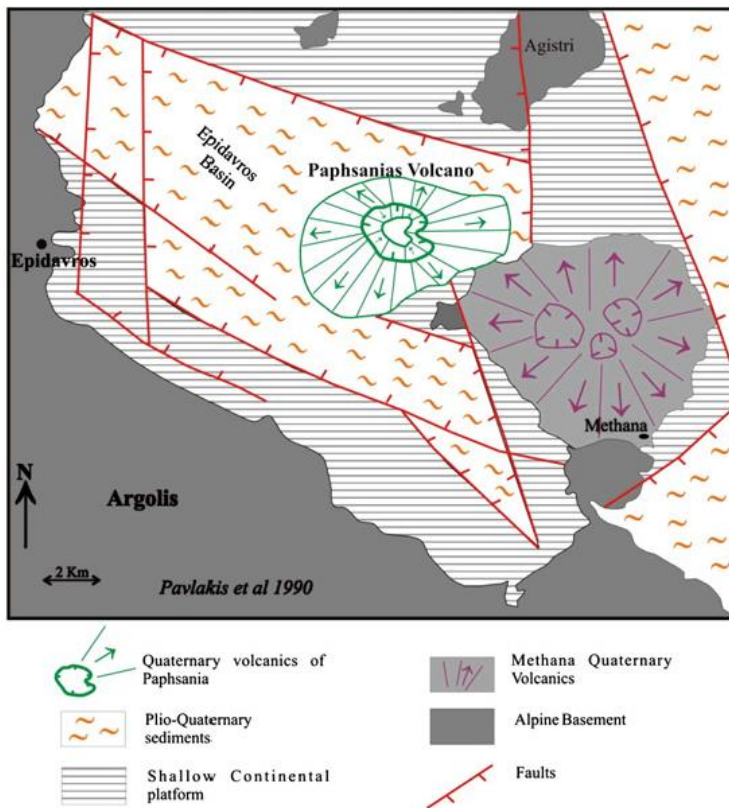 Agistri
Epidavros
Basin
Paphsanias Volcano
Epidavros
Methana
N
Argolis
2 Km
Pavlakis et al 1990
Quaternary volcanics of
Paphsania
Methana Quaternary
Volcanics
Plio-Quaternary
sediments
Alpine Basement
Shallow Continental
platform
Faults